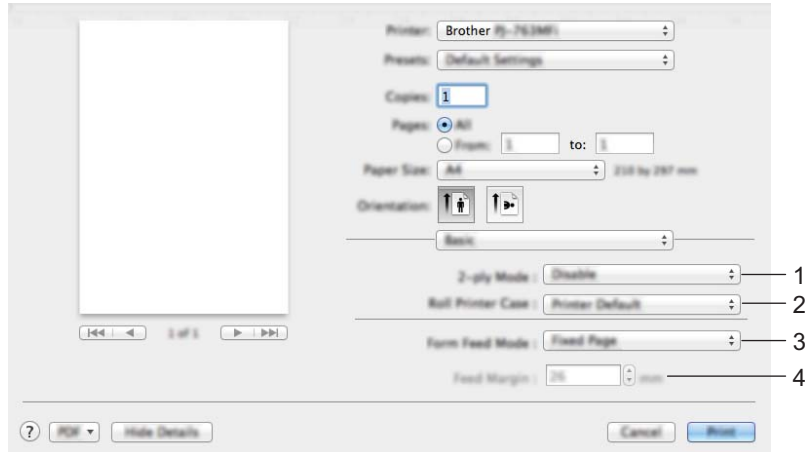 Printer: Brother PJ-763MFi
Presets: Default Settings
Copies: 1
Pages: All
From: 1 to: 1
Paper Size: A4 210 by 297 mm
Orientation:
Basic
2-ply Mode : Disable 1
Roll Printer Case : Printer Default 2
1 of 1
Form Feed Mode : Fixed Page 3
Feed Margin : 26 mm 4
? PDF Hide Details Cancel Print